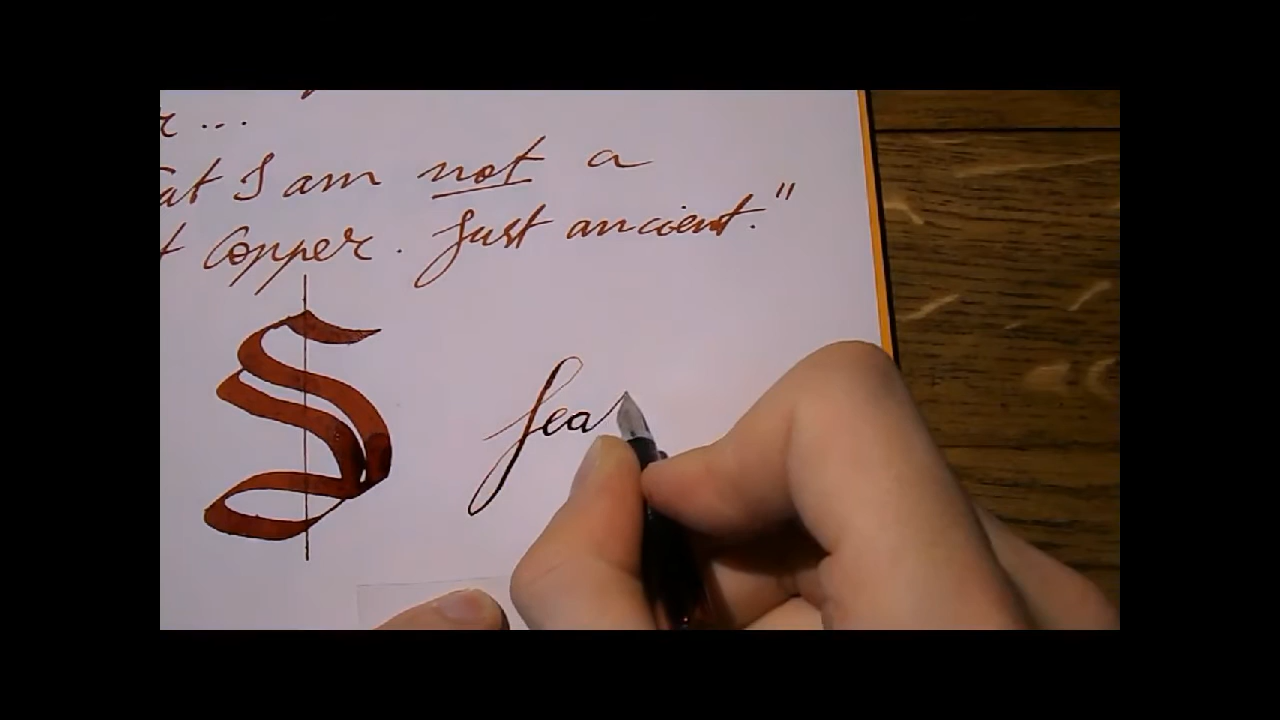 r...
at I am not a
t Copper. Just ancient."
S
fea